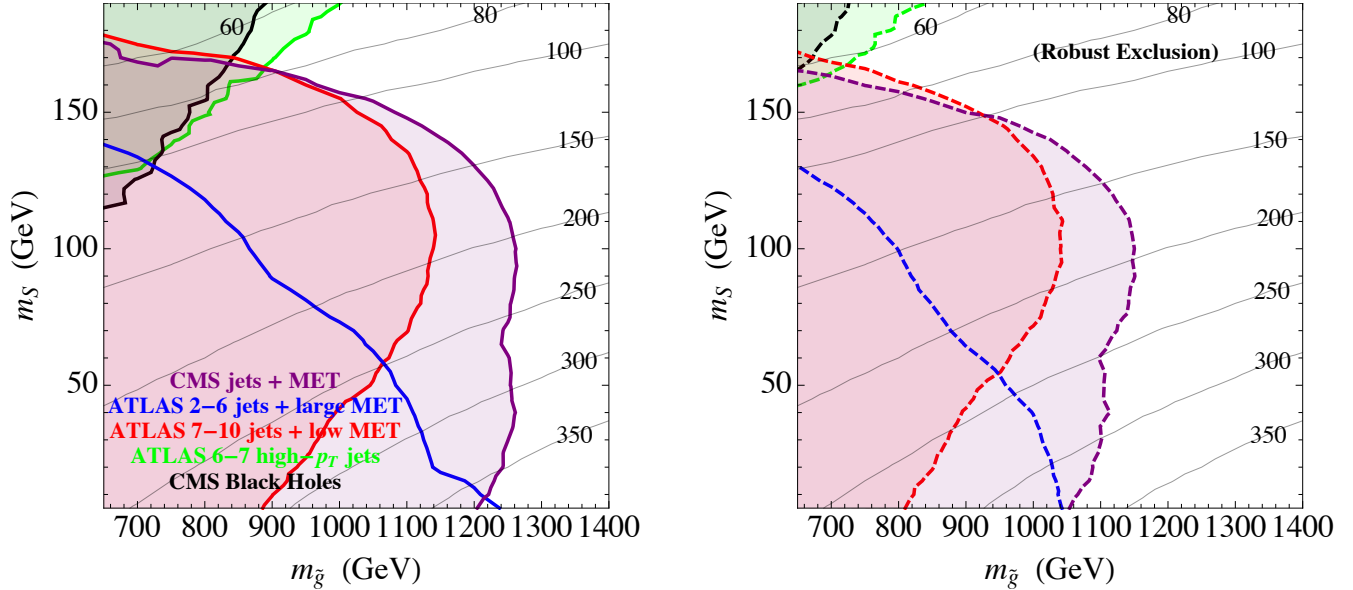 60
80
100
150
200
250
300
350
150
100
50
m_S (GeV)
CMS jets + MET
ATLAS 2−6 jets + large MET
ATLAS 7−10 jets + low MET
ATLAS 6−7 high−p_T jets
CMS Black Holes
700 800 900 1000 1100 1200 1300 1400
m_g̃ (GeV)
(Robust Exclusion)
60
80
100
150
200
250
300
350
150
100
50
m_S (GeV)
700 800 900 1000 1100 1200 1300 1400
m_g̃ (GeV)